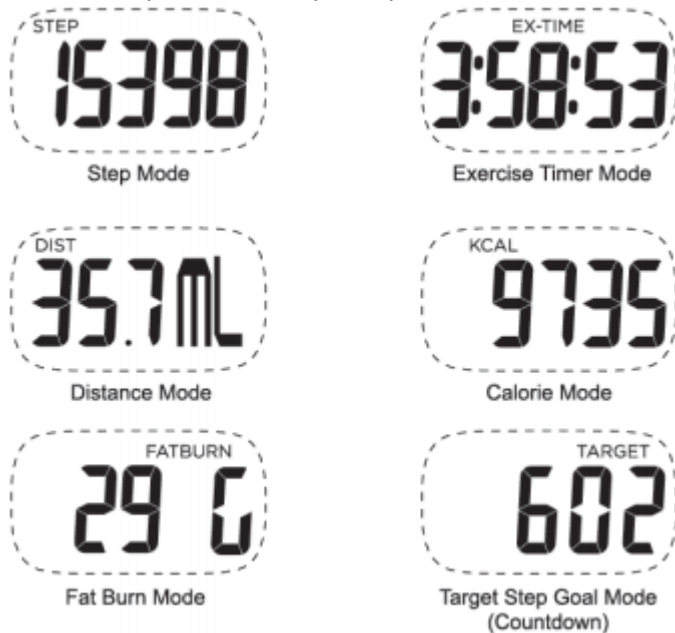 STEP
15398
Step Mode
EX-TIME
3:58:53
Exercise Timer Mode
DIST
35.7 ML
Distance Mode
KCAL
9735
Calorie Mode
FATBURN
29 G
Fat Burn Mode
TARGET
602
Target Step Goal Mode
(Countdown)